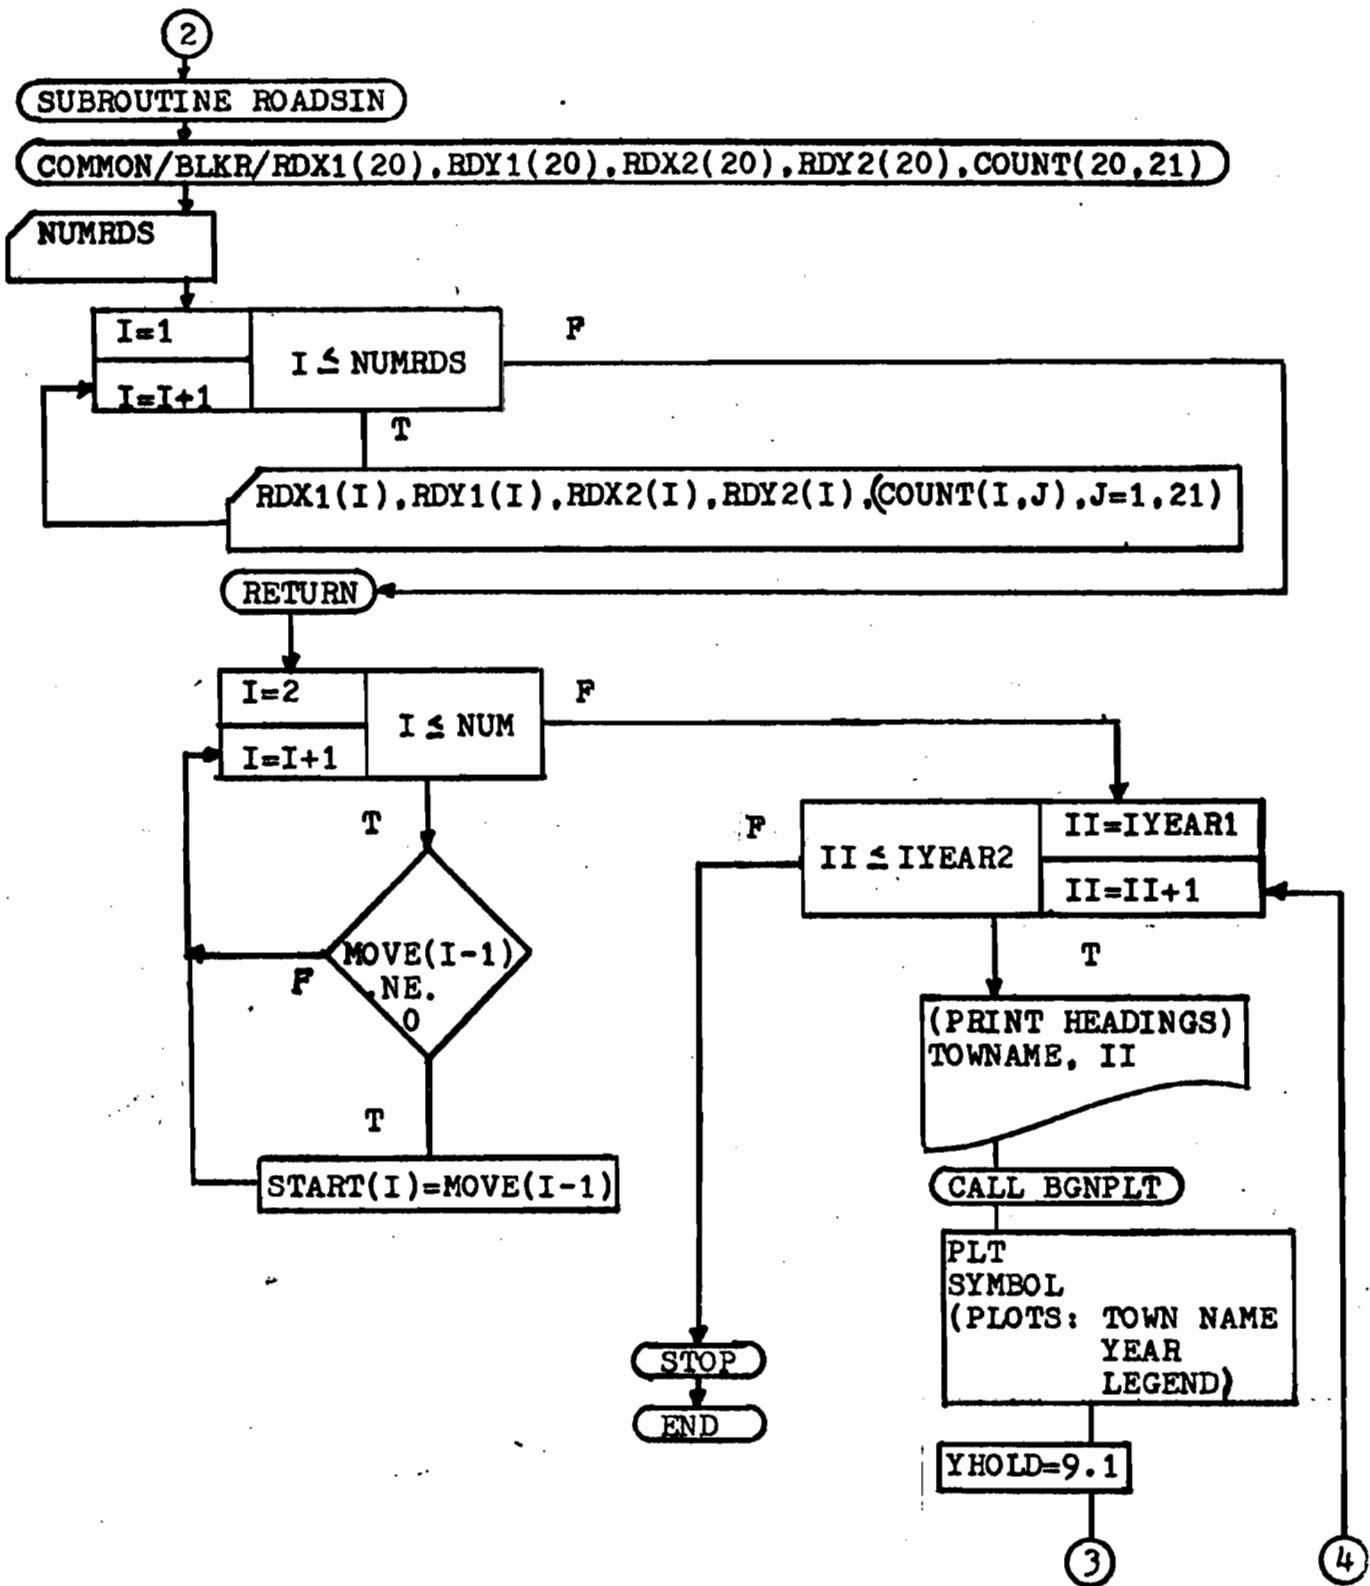 2
SUBROUTINE ROADSIN
COMMON/BLKR/RDX1(20),RDY1(20),RDX2(20),RDY2(20),COUNT(20,21)
NUMRDS
I=1
I=I+1
I ≤ NUMRDS
F
T
RDX1(I),RDY1(I),RDX2(I),RDY2(I),(COUNT(I,J),J=1,21)
RETURN
I=2
I=I+1
I ≤ NUM
F
T
MOVE(I-1)
.NE.
0
F
T
START(I)=MOVE(I-1)
F
II ≤ IYEAR2
II=IYEAR1
II=II+1
T
(PRINT HEADINGS)
TOWNAME, II
CALL BGNPLT
PLT
SYMBOL
(PLOTS: TOWN NAME
YEAR
LEGEND)
STOP
END
YHOLD=9.1
3
4